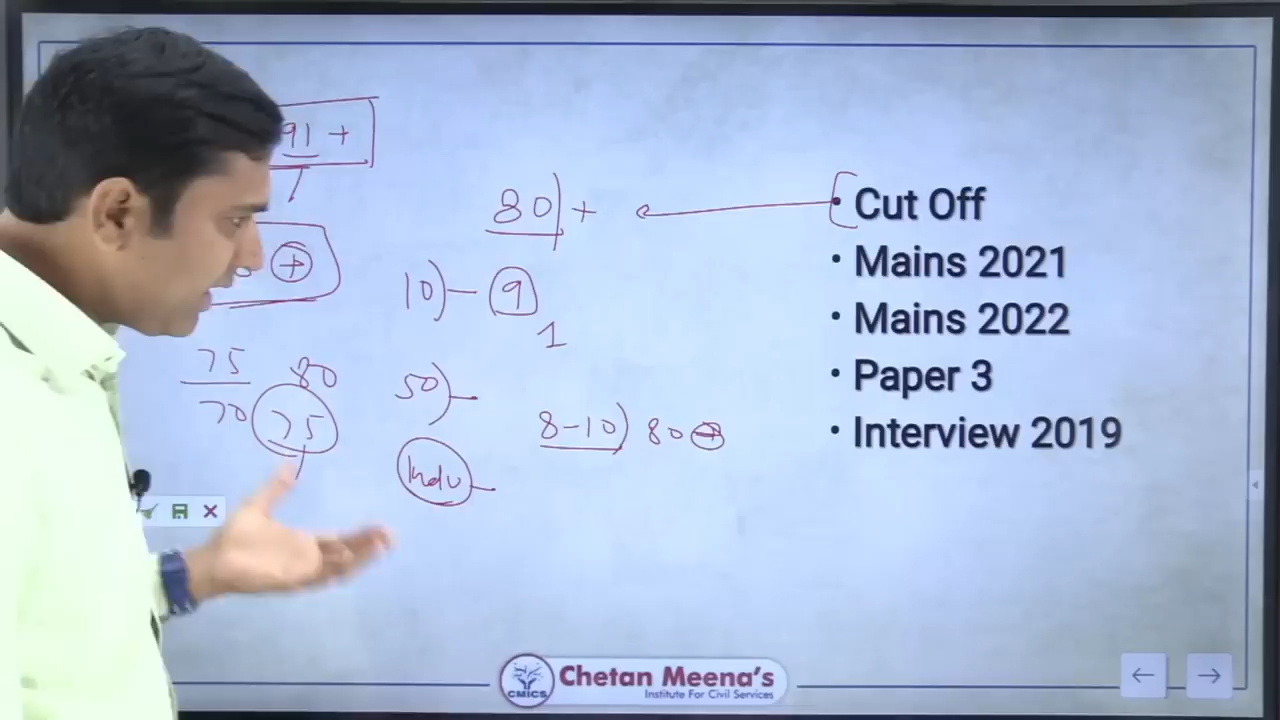 91 +
80)+
• Cut Off
• Mains 2021
10)— 9
1
• Mains 2022
75
70
80
75
50)—
8-10) 80 +
• Paper 3
• Interview 2019
Chetan Meena's
Institute For Civil Services
CMICS